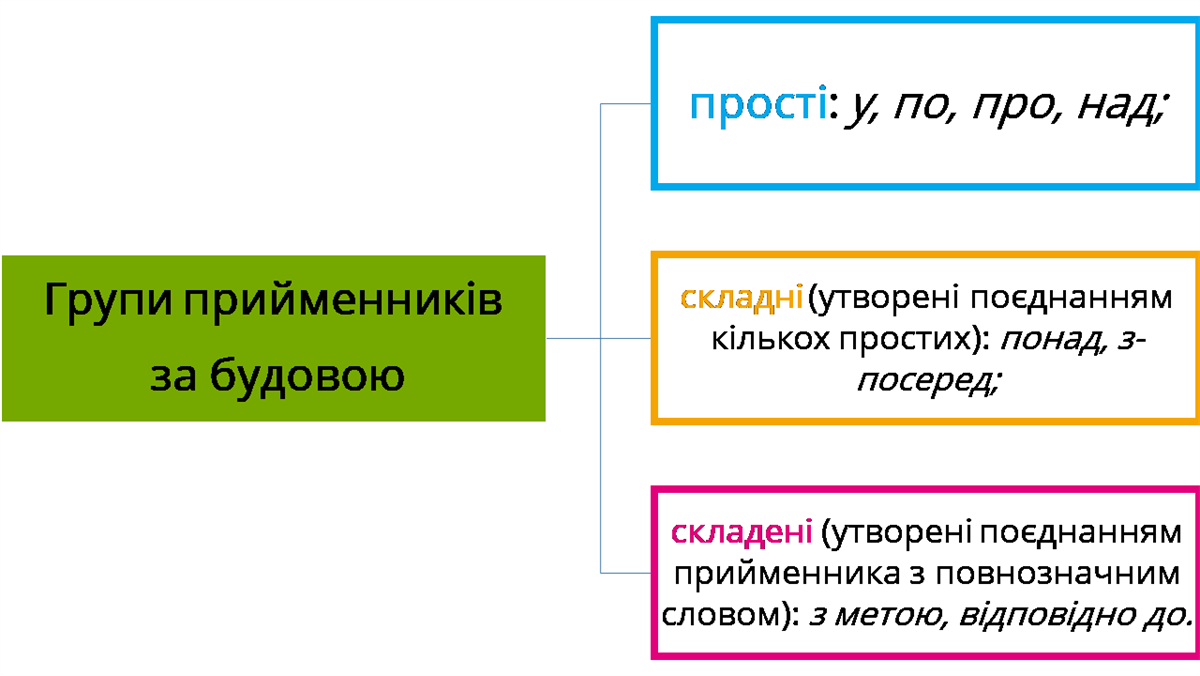 Групи прийменників
за будовою
прості: у, по, про, над;
складні (утворені поєднанням
кількох простих): понад, з-
посеред;
складені (утворені поєднанням
прийменника з повнозначним
словом): з метою, відповідно до.